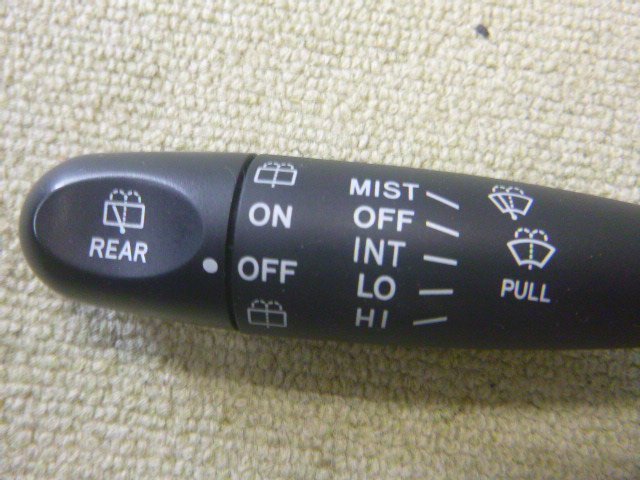 REAR
ON
OFF
MIST
OFF
INT
LO
HI
PULL